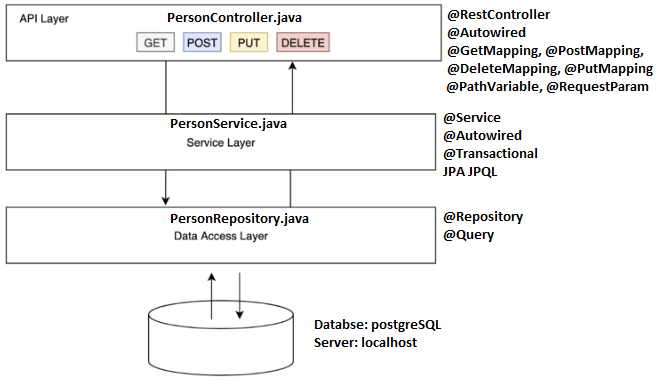 API Layer
PersonController.java
GET POST PUT DELETE
@RestController
@Autowired
@GetMapping, @PostMapping,
@DeleteMapping, @PutMapping
@PathVariable, @RequestParam
PersonService.java
Service Layer
@Service
@Autowired
@Transactional
JPA JPQL
PersonRepository.java
Data Access Layer
@Repository
@Query
Databse: postgreSQL
Server: localhost